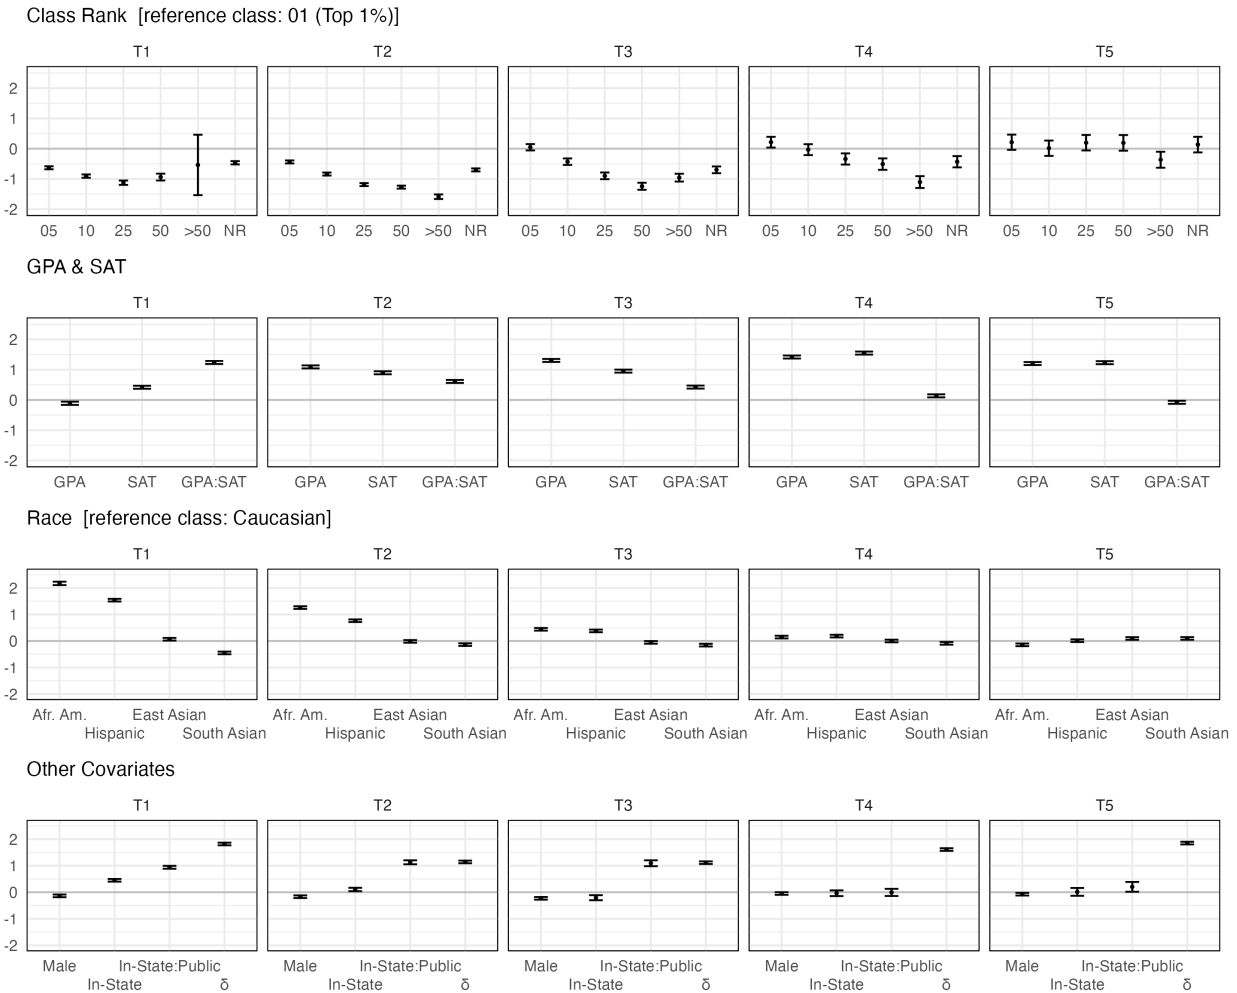 Class Rank  [reference class: 01 (Top 1%)]
T1 T2 T3 T4 T5
2
1
0
-1
-2
05 10 25 50 >50 NR 05 10 25 50 >50 NR 05 10 25 50 >50 NR 05 10 25 50 >50 NR 05 10 25 50 >50 NR
GPA & SAT
T1 T2 T3 T4 T5
2
1
0
-1
-2
GPA SAT GPA:SAT GPA SAT GPA:SAT GPA SAT GPA:SAT GPA SAT GPA:SAT GPA SAT GPA:SAT
Race  [reference class: Caucasian]
T1 T2 T3 T4 T5
2
1
0
-1
-2
Afr. Am. East Asian Afr. Am. East Asian Afr. Am. East Asian Afr. Am. East Asian Afr. Am. East Asian
Hispanic South Asian Hispanic South Asian Hispanic South Asian Hispanic South Asian Hispanic South Asian
Other Covariates
T1 T2 T3 T4 T5
2
1
0
-1
-2
Male In-State:Public Male In-State:Public Male In-State:Public Male In-State:Public Male In-State:Public
In-State δ In-State δ In-State δ In-State δ In-State δ